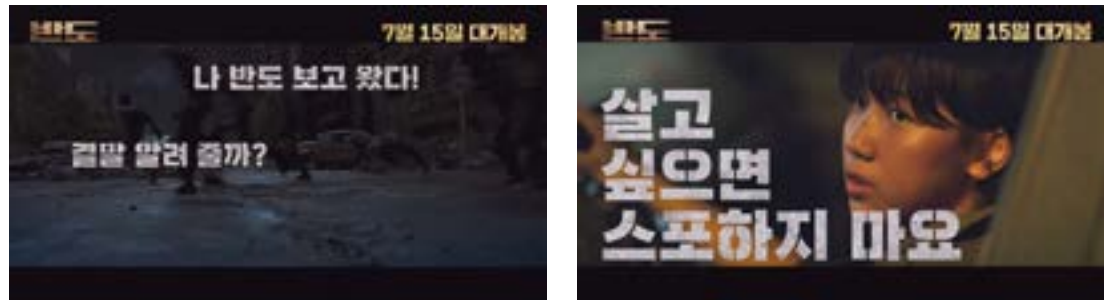 반도
7월 15일 대개봉
나 반도 보고 왔다!
결말 알려 줄까?
반도
7월 15일 대개봉
살고
싶으면
스포하지 마요